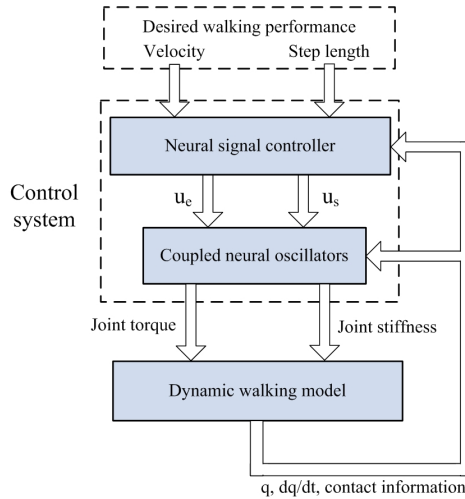 Desired walking performance
Velocity Step length
Neural signal controller
Control
system
uₑ uₛ
Coupled neural oscillators
Joint torque Joint stiffness
Dynamic walking model
q, dq/dt, contact information